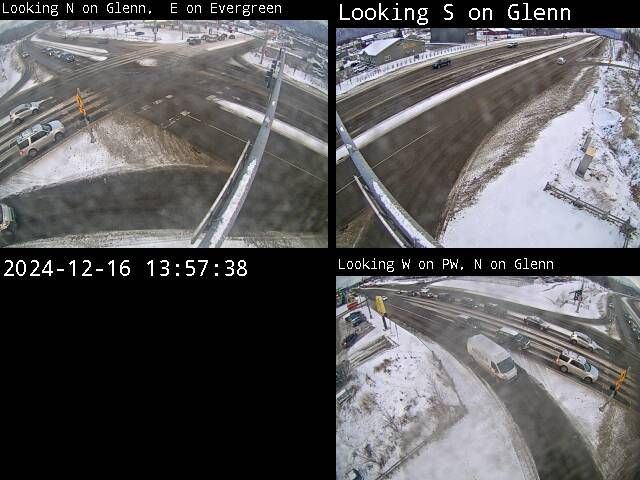 Looking N on Glenn,  E on Evergreen
Looking S on Glenn
2024-12-16 13:57:38
Looking W on PW, N on Glenn